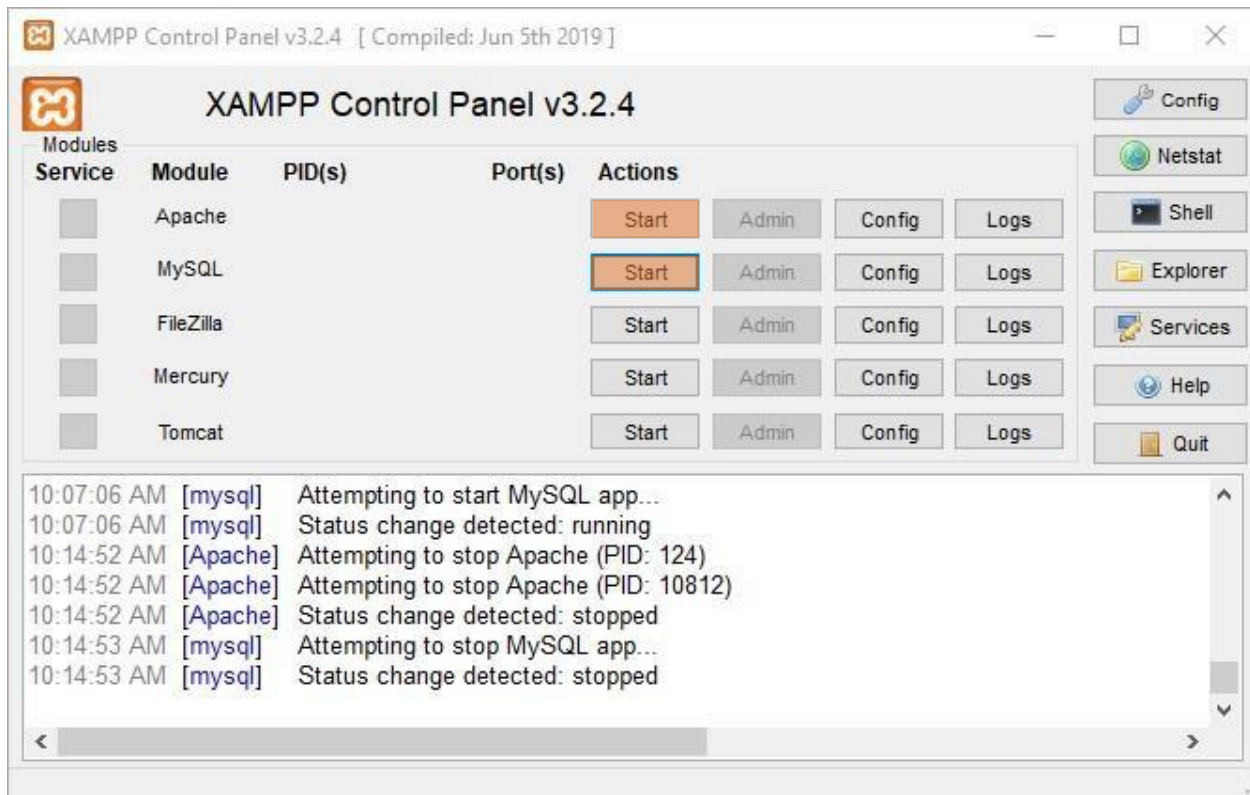 XAMPP Control Panel v3.2.4 [ Compiled: Jun 5th 2019 ]
XAMPP Control Panel v3.2.4
Config
Modules
Service Module PID(s) Port(s) Actions
Netstat
Apache Start Admin Config Logs
Shell
MySQL Start Admin Config Logs
Explorer
FileZilla Start Admin Config Logs
Services
Mercury Start Admin Config Logs
Help
Tomcat Start Admin Config Logs
Quit
10:07:06 AM [mysql] Attempting to start MySQL app...
10:07:06 AM [mysql] Status change detected: running
10:14:52 AM [Apache] Attempting to stop Apache (PID: 124)
10:14:52 AM [Apache] Attempting to stop Apache (PID: 10812)
10:14:52 AM [Apache] Status change detected: stopped
10:14:53 AM [mysql] Attempting to stop MySQL app...
10:14:53 AM [mysql] Status change detected: stopped